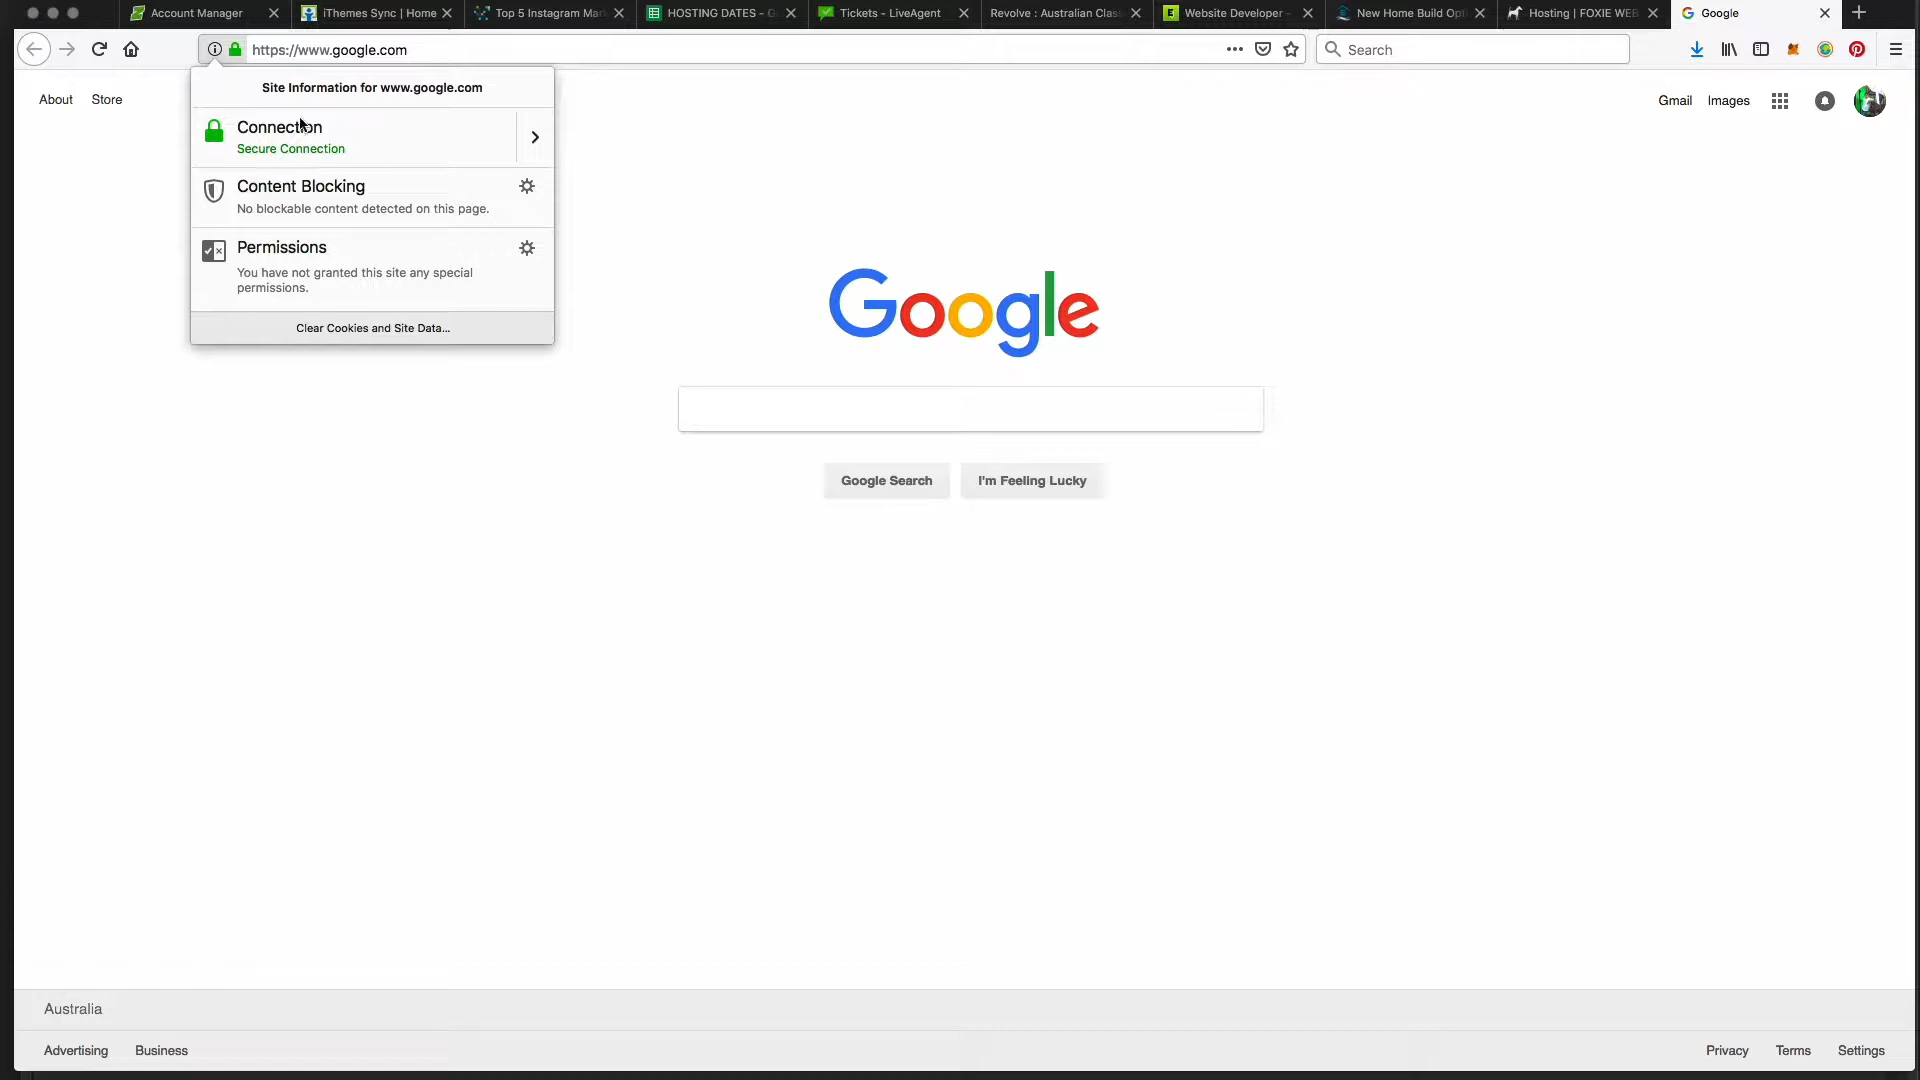 Account Manager
iThemes Sync | Home
Top 5 Instagram Mar
HOSTING DATES - G
Tickets - LiveAgent
Revolve : Australian Clas
Website Developer -
New Home Build Opti
Hosting | FOXIE WEB
Google
https://www.google.com
Search
Site Information for www.google.com
About
Store
Gmail
Images
Connection
Secure Connection
Content Blocking
No blockable content detected on this page.
Permissions
You have not granted this site any special
permissions.
Clear Cookies and Site Data...
Google
Google Search
I'm Feeling Lucky
Australia
Advertising
Business
Privacy
Terms
Settings